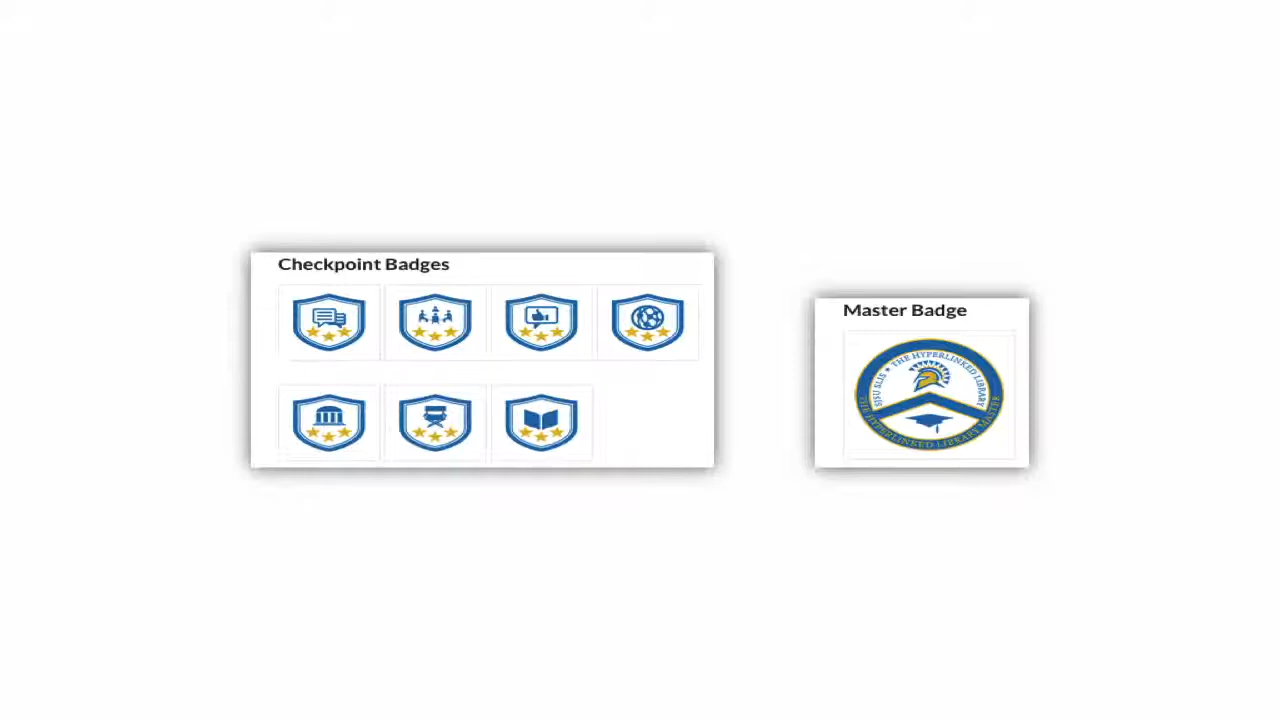 Checkpoint Badges
Master Badge
SJSU SLIS ★ THE HYPERLINKED LIBRARY
THE HYPERLINKED LIBRARY MASTER